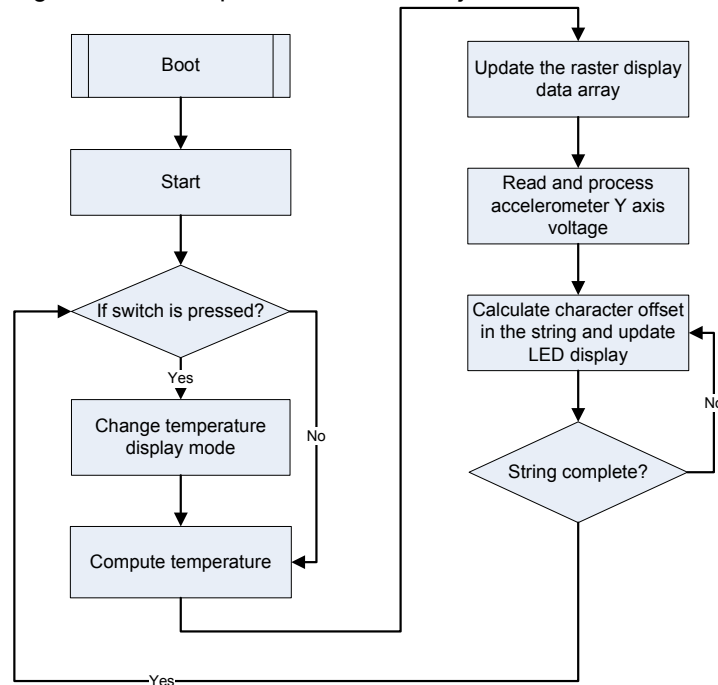 Boot
Start
If switch is pressed?
Yes
No
Change temperature
display mode
Compute temperature
Update the raster display
data array
Read and process
accelerometer Y axis
voltage
Calculate character offset
in the string and update
LED display
No
String complete?
Yes